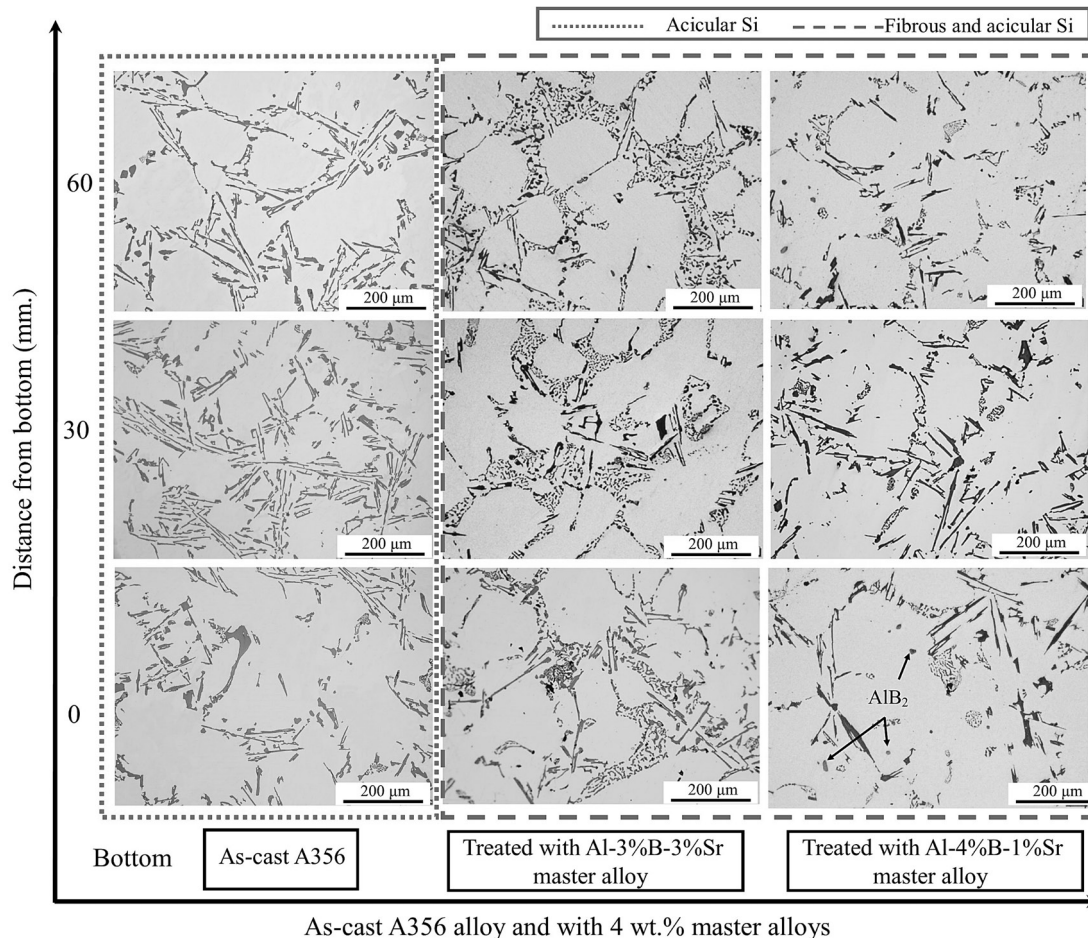 Acicular Si
Fibrous and acicular Si
Distance from bottom (mm.)
60
200 μm
200 μm
200 μm
30
200 μm
200 μm
200 μm
0
AlB₂
200 μm
200 μm
200 μm
Bottom
As-cast A356
Treated with Al-3%B-3%Sr
master alloy
Treated with Al-4%B-1%Sr
master alloy
As-cast A356 alloy and with 4 wt.% master alloys